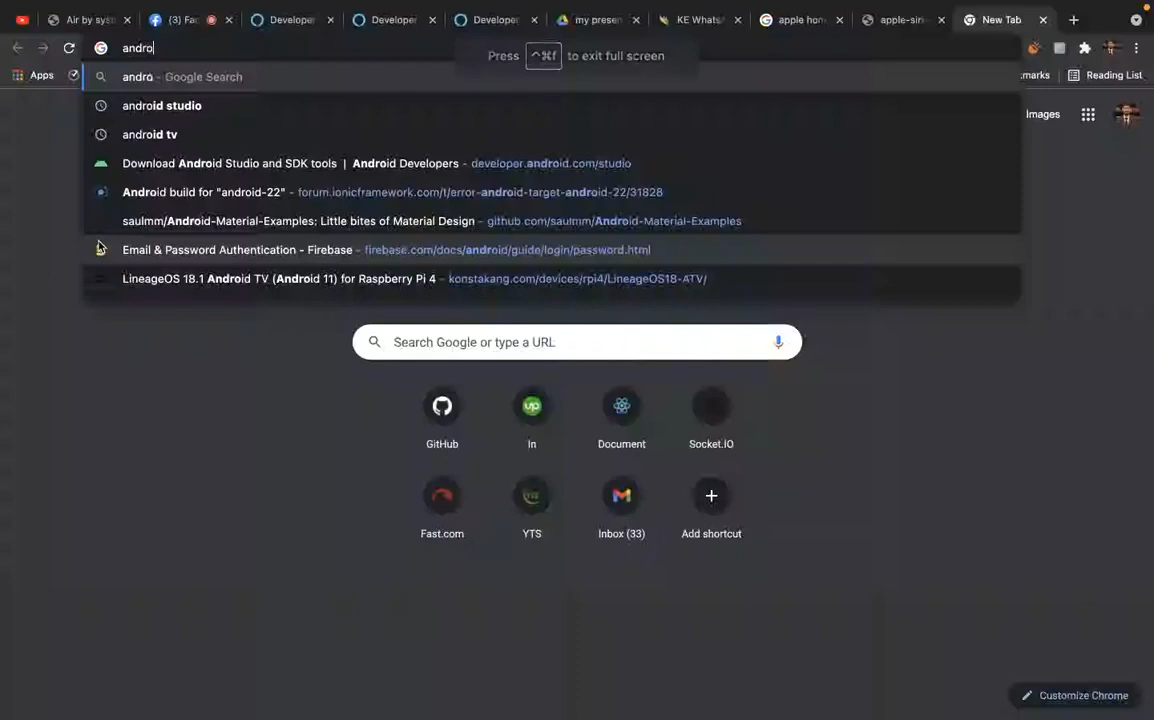 Air by syst
(3) Fac
Developer
Developer
Developer
my presen
KE Whats
apple hom
apple-siri
New Tab
andro
Press ^⌘f to exit full screen
Apps
kmarks
Reading List
andro - Google Search
android studio
android tv
Images
Download Android Studio and SDK tools | Android Developers - developer.android.com/studio
Android build for "android-22" - forum.ionicframework.com/t/error-android-target-android-22/31828
saulmm/Android-Material-Examples: Little bites of Material Design - github.com/saulmm/Android-Material-Examples
Email & Password Authentication - Firebase - firebase.com/docs/android/guide/login/password.html
LineageOS 18.1 Android TV (Android 11) for Raspberry Pi 4 - konstakang.com/devices/rpi4/LineageOS18-ATV/
Search Google or type a URL
GitHub
In
Document
Socket.IO
Fast.com
YTS
Inbox (33)
Add shortcut
Customize Chrome